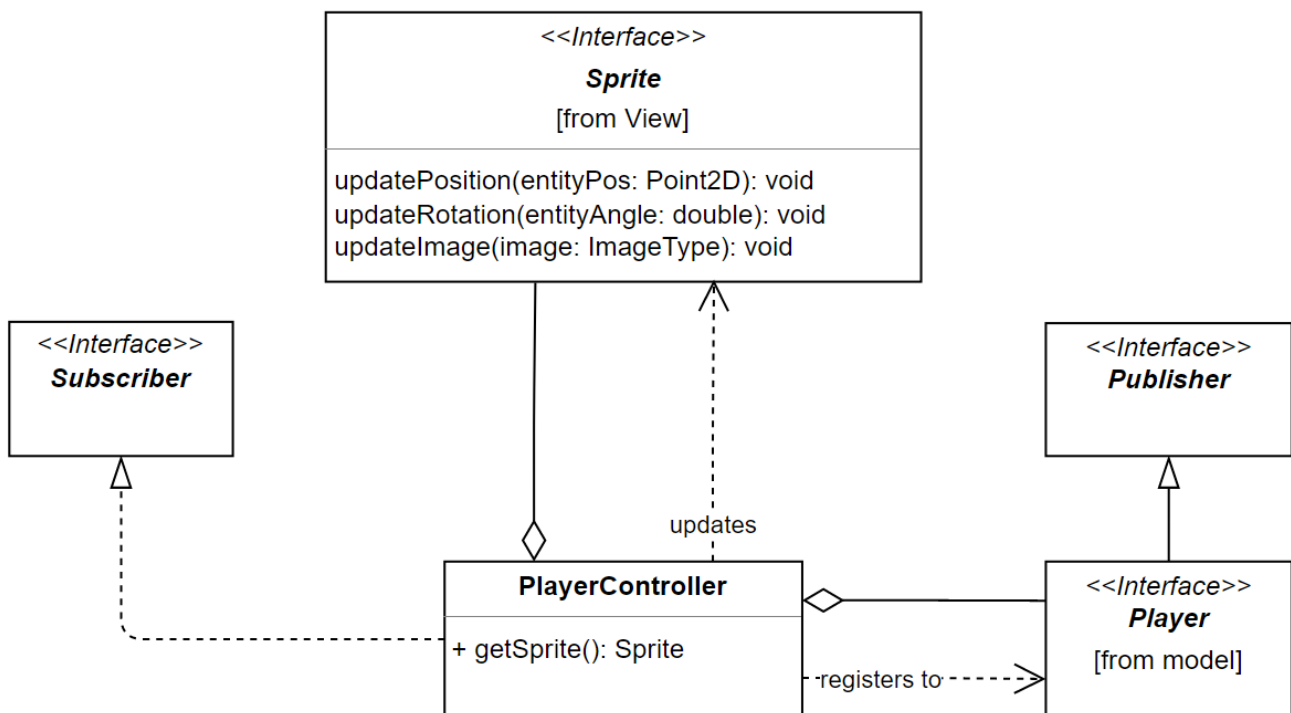 <<Interface>>
Sprite
[from View]
updatePosition(entityPos: Point2D): void
updateRotation(entityAngle: double): void
updateImage(image: ImageType): void
<<Interface>>
Subscriber
<<Interface>>
Publisher
updates
PlayerController
+ getSprite(): Sprite
registers to
<<Interface>>
Player
[from model]